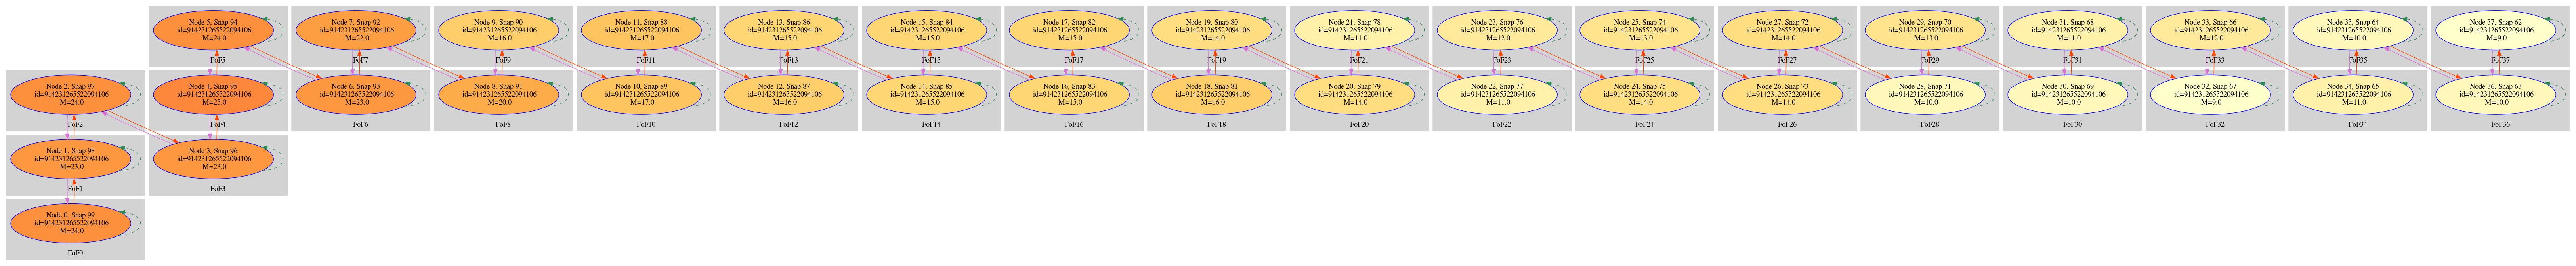 Node 5, Snap 94
id=914231265522094106
M=24.0
FoF5
Node 7, Snap 92
id=914231265522094106
M=22.0
FoF7
Node 9, Snap 90
id=914231265522094106
M=16.0
FoF9
Node 11, Snap 88
id=914231265522094106
M=17.0
FoF11
Node 13, Snap 86
id=914231265522094106
M=15.0
FoF13
Node 15, Snap 84
id=914231265522094106
M=15.0
FoF15
Node 17, Snap 82
id=914231265522094106
M=15.0
FoF17
Node 19, Snap 80
id=914231265522094106
M=14.0
FoF19
Node 21, Snap 78
id=914231265522094106
M=11.0
FoF21
Node 23, Snap 76
id=914231265522094106
M=12.0
FoF23
Node 25, Snap 74
id=914231265522094106
M=13.0
FoF25
Node 27, Snap 72
id=914231265522094106
M=14.0
FoF27
Node 29, Snap 70
id=914231265522094106
M=13.0
FoF29
Node 31, Snap 68
id=914231265522094106
M=11.0
FoF31
Node 33, Snap 66
id=914231265522094106
M=12.0
FoF33
Node 35, Snap 64
id=914231265522094106
M=10.0
FoF35
Node 37, Snap 62
id=914231265522094106
M=9.0
FoF37
Node 2, Snap 97
id=914231265522094106
M=24.0
FoF2
Node 4, Snap 95
id=914231265522094106
M=25.0
FoF4
Node 6, Snap 93
id=914231265522094106
M=23.0
FoF6
Node 8, Snap 91
id=914231265522094106
M=20.0
FoF8
Node 10, Snap 89
id=914231265522094106
M=17.0
FoF10
Node 12, Snap 87
id=914231265522094106
M=16.0
FoF12
Node 14, Snap 85
id=914231265522094106
M=15.0
FoF14
Node 16, Snap 83
id=914231265522094106
M=15.0
FoF16
Node 18, Snap 81
id=914231265522094106
M=16.0
FoF18
Node 20, Snap 79
id=914231265522094106
M=14.0
FoF20
Node 22, Snap 77
id=914231265522094106
M=11.0
FoF22
Node 24, Snap 75
id=914231265522094106
M=14.0
FoF24
Node 26, Snap 73
id=914231265522094106
M=14.0
FoF26
Node 28, Snap 71
id=914231265522094106
M=10.0
FoF28
Node 30, Snap 69
id=914231265522094106
M=10.0
FoF30
Node 32, Snap 67
id=914231265522094106
M=9.0
FoF32
Node 34, Snap 65
id=914231265522094106
M=11.0
FoF34
Node 36, Snap 63
id=914231265522094106
M=10.0
FoF36
Node 1, Snap 98
id=914231265522094106
M=23.0
FoF1
Node 3, Snap 96
id=914231265522094106
M=23.0
FoF3
Node 0, Snap 99
id=914231265522094106
M=24.0
FoF0